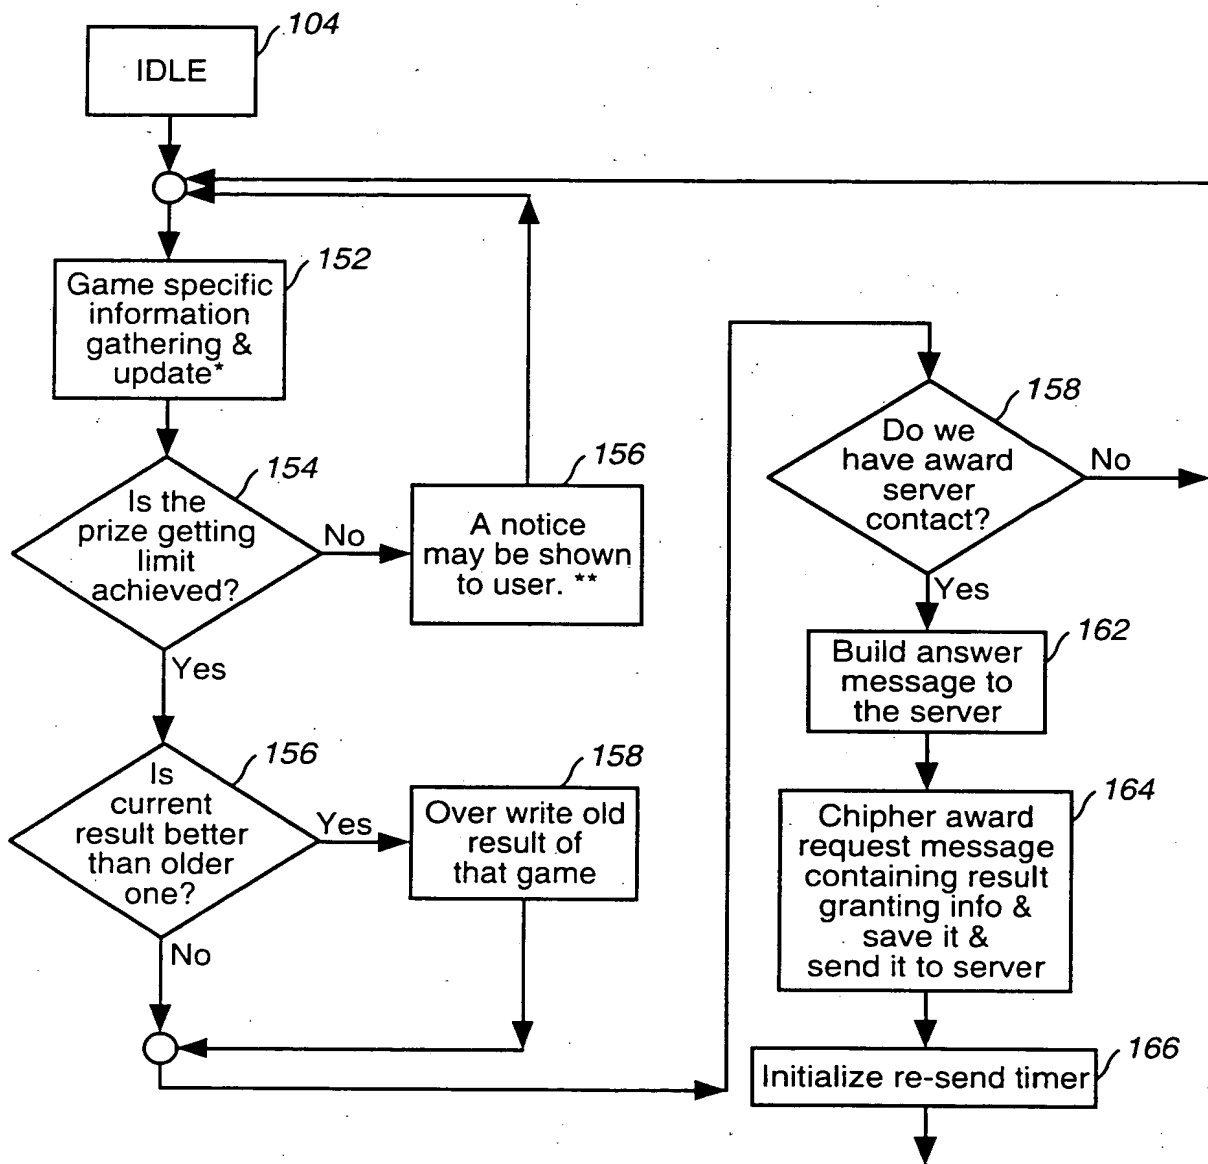 104
IDLE
152
Game specific
information
gathering &
update*
154
Is the
prize getting
limit
achieved?
No
156
A notice
may be shown
to user. **
Yes
156
Is
current
result better
than older
one?
Yes
158
Over write old
result of
that game
No
158
Do we
have award
server
contact?
No
Yes
162
Build answer
message to
the server
164
Chipher award
request message
containing result
granting info &
save it &
send it to server
166
Initialize re-send timer